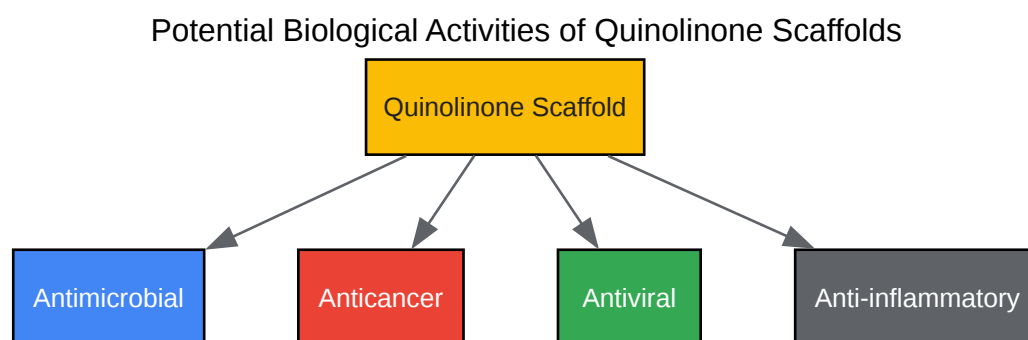 Potential Biological Activities of Quinolinone Scaffolds
Quinolinone Scaffold
Antimicrobial
Anticancer
Antiviral
Anti-inflammatory